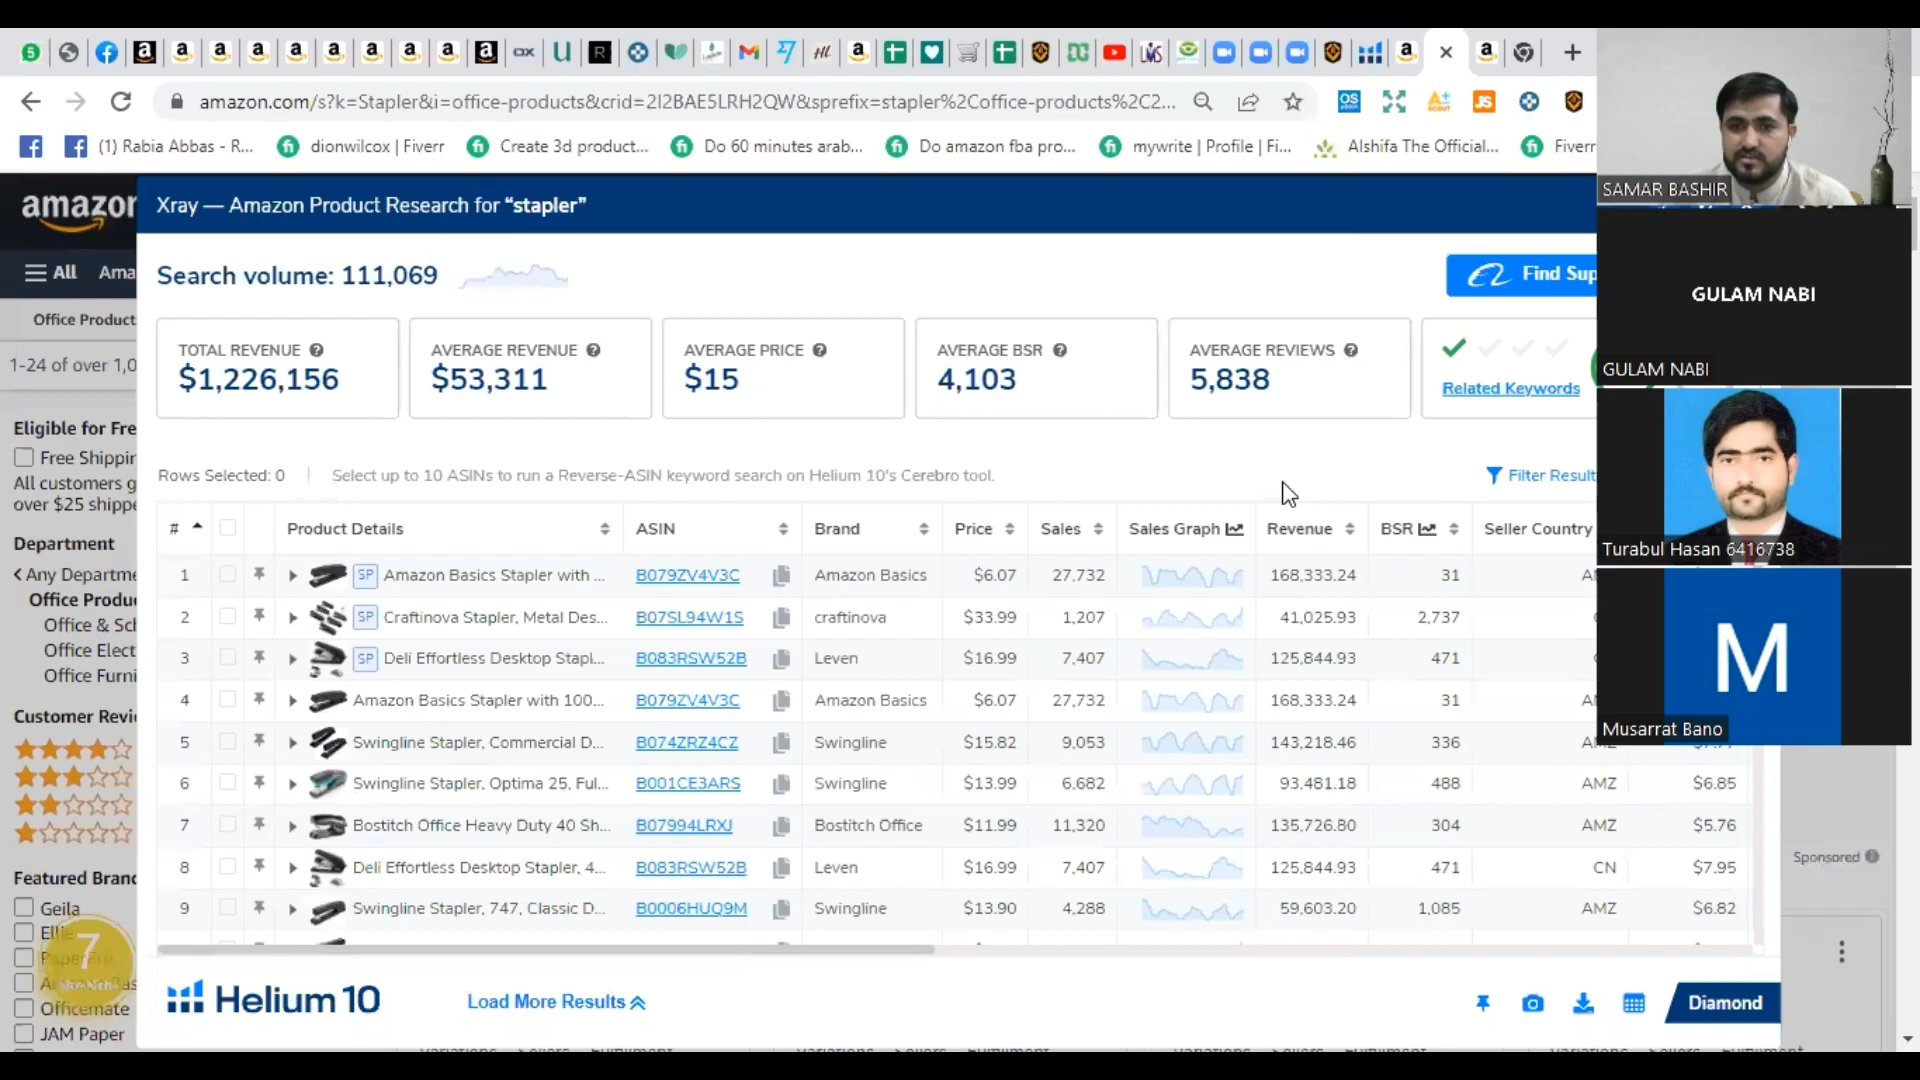 amazon.com/s?k=Stapler&i=office-products&crid=2I2BAE5LRH2QW&sprefix=stapler%2Coffice-products%2C2...
(1) Rabia Abbas - R...
dionwilcox | Fiverr
Create 3d product...
Do 60 minutes arab...
Do amazon fba pro...
mywrite | Profile | Fi...
Alshifa The Official...
Fiverr
SAMAR BASHIR
amazon
Xray — Amazon Product Research for “stapler”
All Ama
Search volume: 111,069
Find Sup
GULAM NABI
GULAM NABI
Office Product
1-24 of over 1,0
TOTAL REVENUE
$1,226,156
AVERAGE REVENUE
$53,311
AVERAGE PRICE
$15
AVERAGE BSR
4,103
AVERAGE REVIEWS
5,838
Related Keywords
Eligible for Fre
Free Shippin
All customers g
over $25 shippe
Rows Selected: 0 | Select up to 10 ASINs to run a Reverse-ASIN keyword search on Helium 10's Cerebro tool.
Filter Result
Turabul Hasan 6416738
Musarrat Bano
M
Department
Any Departme
Office Produ
Office & Sch
Office Elect
Office Furni
Customer Revi
Featured Brand
Geila
Officemate
JAM Paper
7
# Product Details ASIN Brand Price Sales Sales Graph Revenue BSR Seller Country
1 SP Amazon Basics Stapler with ... B079ZV4V3C Amazon Basics $6.07 27,732 168,333.24 31
2 SP Craftinova Stapler, Metal Des... B07SL94W1S craftinova $33.99 1,207 41,025.93 2,737
3 SP Deli Effortless Desktop Stapl... B083RSW52B Leven $16.99 7,407 125,844.93 471
4 Amazon Basics Stapler with 100... B079ZV4V3C Amazon Basics $6.07 27,732 168,333.24 31
5 Swingline Stapler, Commercial D... B074ZRZ4CZ Swingline $15.82 9,053 143,218.46 336
6 Swingline Stapler, Optima 25, Ful... B001CE3ARS Swingline $13.99 6,682 93,481.18 488 AMZ $6.85
7 Bostitch Office Heavy Duty 40 Sh... B07994LRXJ Bostitch Office $11.99 11,320 135,726.80 304 AMZ $5.76
8 Deli Effortless Desktop Stapler, 4... B083RSW52B Leven $16.99 7,407 125,844.93 471 CN $7.95
9 Swingline Stapler, 747, Classic D... B0006HUQ9M Swingline $13.90 4,288 59,603.20 1,085 AMZ $6.82
Sponsored
Helium 10
Load More Results
Diamond